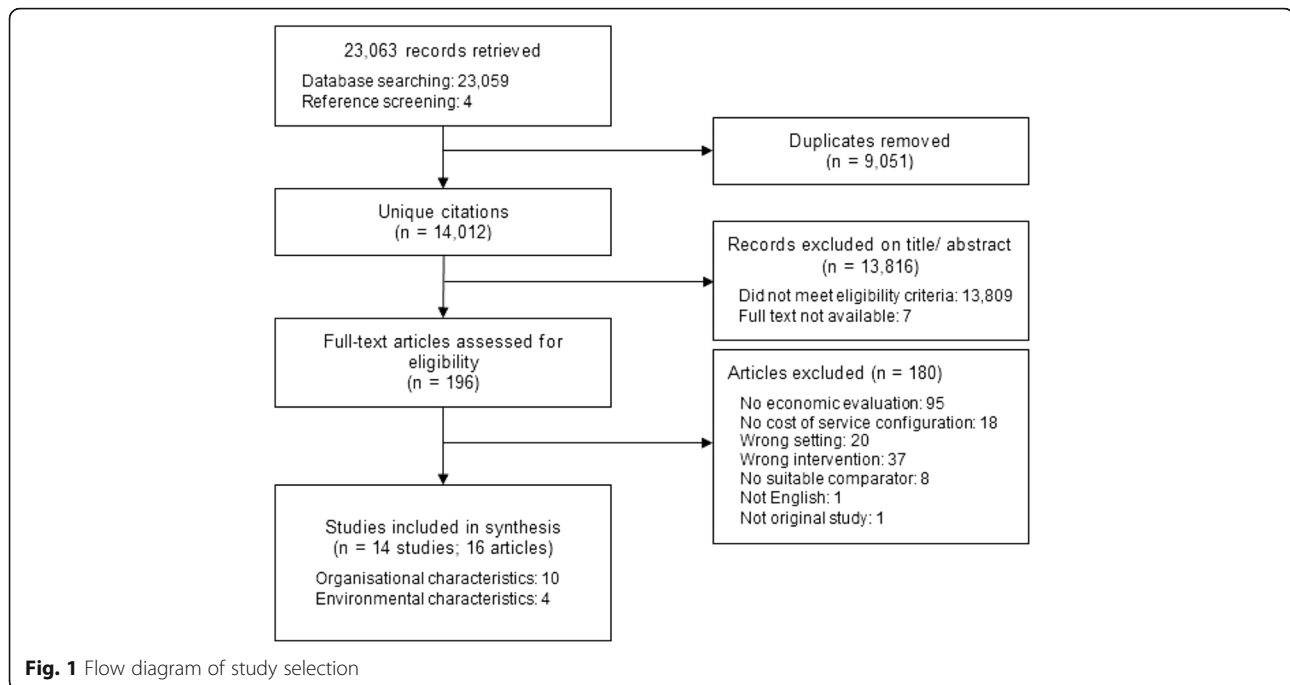 23,063 records retrieved
Database searching: 23,059
Reference screening: 4
Duplicates removed
(n = 9,051)
Unique citations
(n = 14,012)
Records excluded on title/ abstract
(n = 13,816)
Did not meet eligibility criteria: 13,809
Full text not available: 7
Full-text articles assessed for
eligibility
(n = 196)
Articles excluded (n = 180)
No economic evaluation: 95
No cost of service configuration: 18
Wrong setting: 20
Wrong intervention: 37
No suitable comparator: 8
Not English: 1
Not original study: 1
Studies included in synthesis
(n = 14 studies; 16 articles)
Organisational characteristics: 10
Environmental characteristics: 4
Fig. 1 Flow diagram of study selection